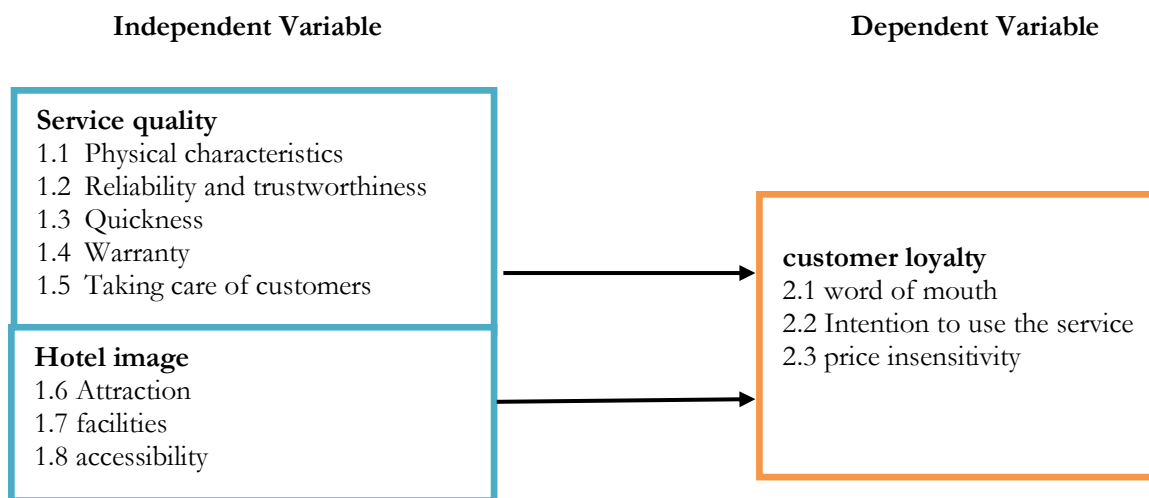 Independent Variable
Dependent Variable
Service quality
1.1 Physical characteristics
1.2 Reliability and trustworthiness
1.3 Quickness
1.4 Warranty
1.5 Taking care of customers
Hotel image
1.6 Attraction
1.7 facilities
1.8 accessibility
customer loyalty
2.1 word of mouth
2.2 Intention to use the service
2.3 price insensitivity